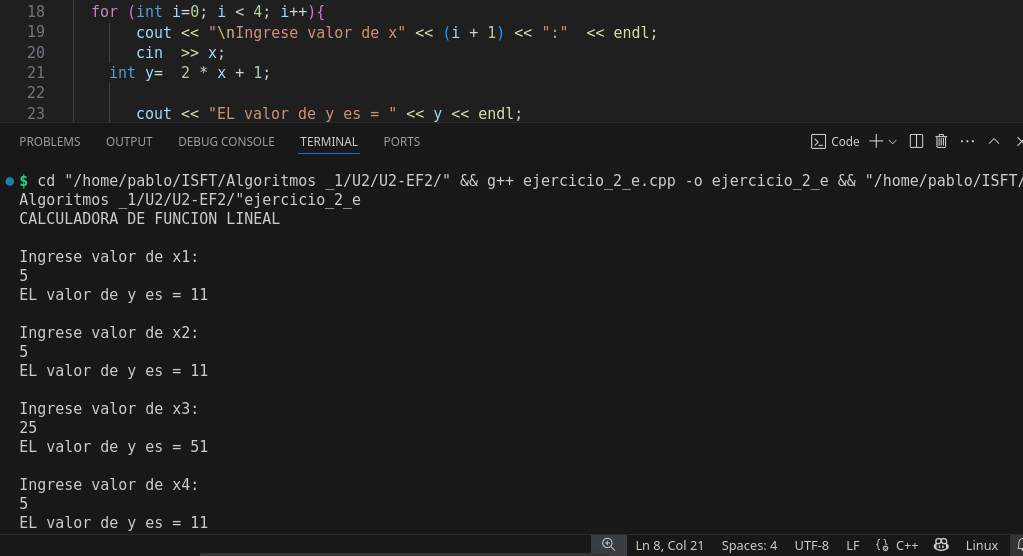 18 for (int i=0; i < 4; i++){
19 cout << "\nIngrese valor de x" << (i + 1) << ":"  << endl;
20 cin  >> x;
21 int y=  2 * x + 1;
22
23 cout << "EL valor de y es = " << y << endl;
PROBLEMS OUTPUT DEBUG CONSOLE TERMINAL PORTS Code
$ cd "/home/pablo/ISFT/Algoritmos _1/U2/U2-EF2/" && g++ ejercicio_2_e.cpp -o ejercicio_2_e && "/home/pablo/ISFT/
Algoritmos _1/U2/U2-EF2/"ejercicio_2_e
CALCULADORA DE FUNCION LINEAL
Ingrese valor de x1:
5
EL valor de y es = 11
Ingrese valor de x2:
5
EL valor de y es = 11
Ingrese valor de x3:
25
EL valor de y es = 51
Ingrese valor de x4:
5
EL valor de y es = 11
Ln 8, Col 21 Spaces: 4 UTF-8 LF C++ Linux